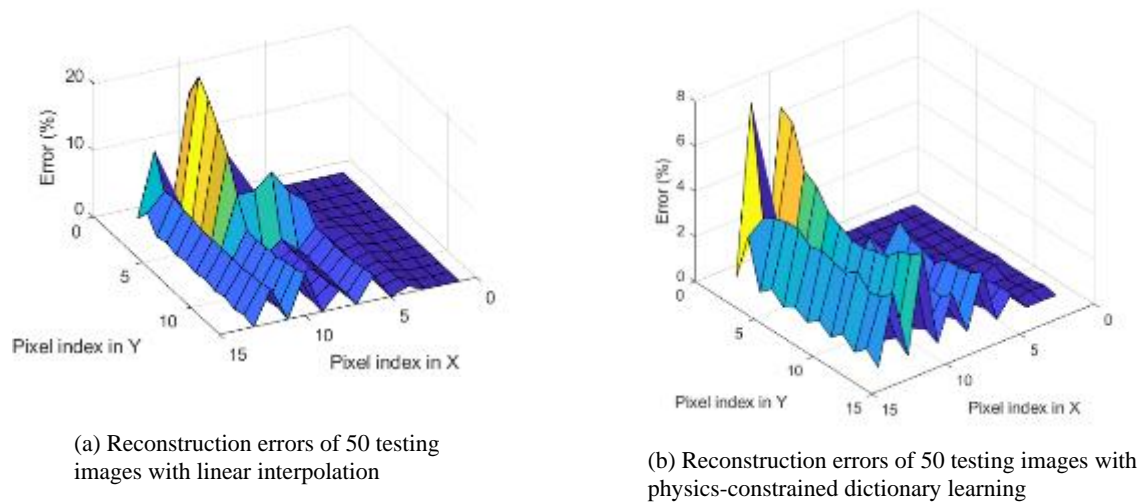 20
10
0
Error (%)
0
5
10
15
Pixel index in Y
10
5
0
Pixel index in X
(a) Reconstruction errors of 50 testing
images with linear interpolation
8
6
4
2
0
Error (%)
0
5
10
15
Pixel index in Y
15
10
5
0
Pixel index in X
(b) Reconstruction errors of 50 testing images with
physics-constrained dictionary learning